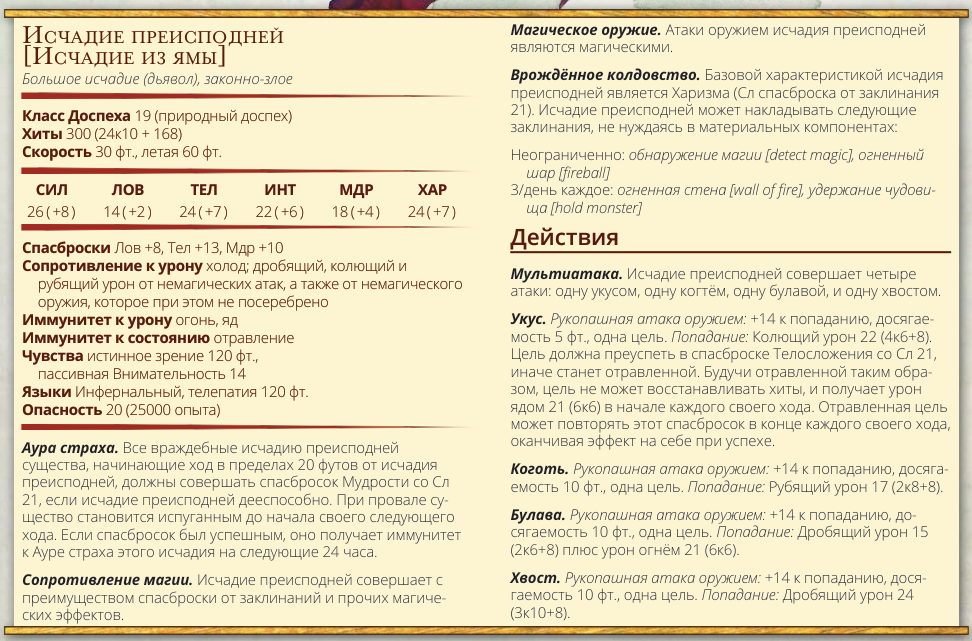 Исчадие преисподней
[Исчадие из ямы]
Большое исчадие (дьявол), законно-злое
Класс Доспеха 19 (природный доспех)
Хиты 300 (24к10 + 168)
Скорость 30 фт., летая 60 фт.
СИЛ ЛОВ ТЕЛ ИНТ МДР ХАР
26 (+8) 14 (+2) 24 (+7) 22 (+6) 18 (+4) 24 (+7)
Спасброски Лов +8, Тел +13, Мдр +10
Сопротивление к урону холод; дробящий, колющий и
рубящий урон от немагических атак, а также от немагического
оружия, которое при этом не посеребрено
Иммунитет к урону огонь, яд
Иммунитет к состоянию отравление
Чувства истинное зрение 120 фт.,
пассивная Внимательность 14
Языки Инфернальный, телепатия 120 фт.
Опасность 20 (25000 опыта)
Аура страха. Все враждебные исчадию преисподней
существа, начинающие ход в пределах 20 футов от исчадия
преисподней, должны совершать спасбросок Мудрости со Сл
21, если исчадие преисподней дееспособно. При провале су-
щество становится испуганным до начала своего следующего
хода. Если спасбросок был успешным, оно получает иммунитет
к Ауре страха этого исчадия на следующие 24 часа.
Сопротивление магии. Исчадие преисподней совершает с
преимуществом спасброски от заклинаний и прочих магиче-
ских эффектов.
Магическое оружие. Атаки оружием исчадия преисподней
являются магическими.
Врождённое колдовство. Базовой характеристикой исчадия
преисподней является Харизма (Сл спасброска от заклинания
21). Исчадие преисподней может накладывать следующие
заклинания, не нуждаясь в материальных компонентах:
Неограниченно: обнаружение магии [detect magic], огненный
шар [fireball]
3/день каждое: огненная стена [wall of fire], удержание чудови-
ща [hold monster]
Действия
Мультиатака. Исчадие преисподней совершает четыре
атаки: одну укусом, одну когтём, одну булавой, и одну хвостом.
Укус. Рукопашная атака оружием: +14 к попаданию, досягае-
мость 5 фт., одна цель. Попадание: Колющий урон 22 (4к6+8).
Цель должна преуспеть в спасброске Телосложения со Сл 21,
иначе станет отравленной. Будучи отравленной таким обра-
зом, цель не может восстанавливать хиты, и получает урон
ядом 21 (6к6) в начале каждого своего хода. Отравленная цель
может повторять этот спасбросок в конце каждого своего хода,
оканчивая эффект на себе при успехе.
Коготь. Рукопашная атака оружием: +14 к попаданию, досяга-
емость 10 фт., одна цель. Попадание: Рубящий урон 17 (2к8+8).
Булава. Рукопашная атака оружием: +14 к попаданию, до-
сягаемость 10 фт., одна цель. Попадание: Дробящий урон 15
(2к6+8) плюс урон огнём 21 (6к6).
Хвост. Рукопашная атака оружием: +14 к попаданию, дося-
гаемость 10 фт., одна цель. Попадание: Дробящий урон 24
(3к10+8).